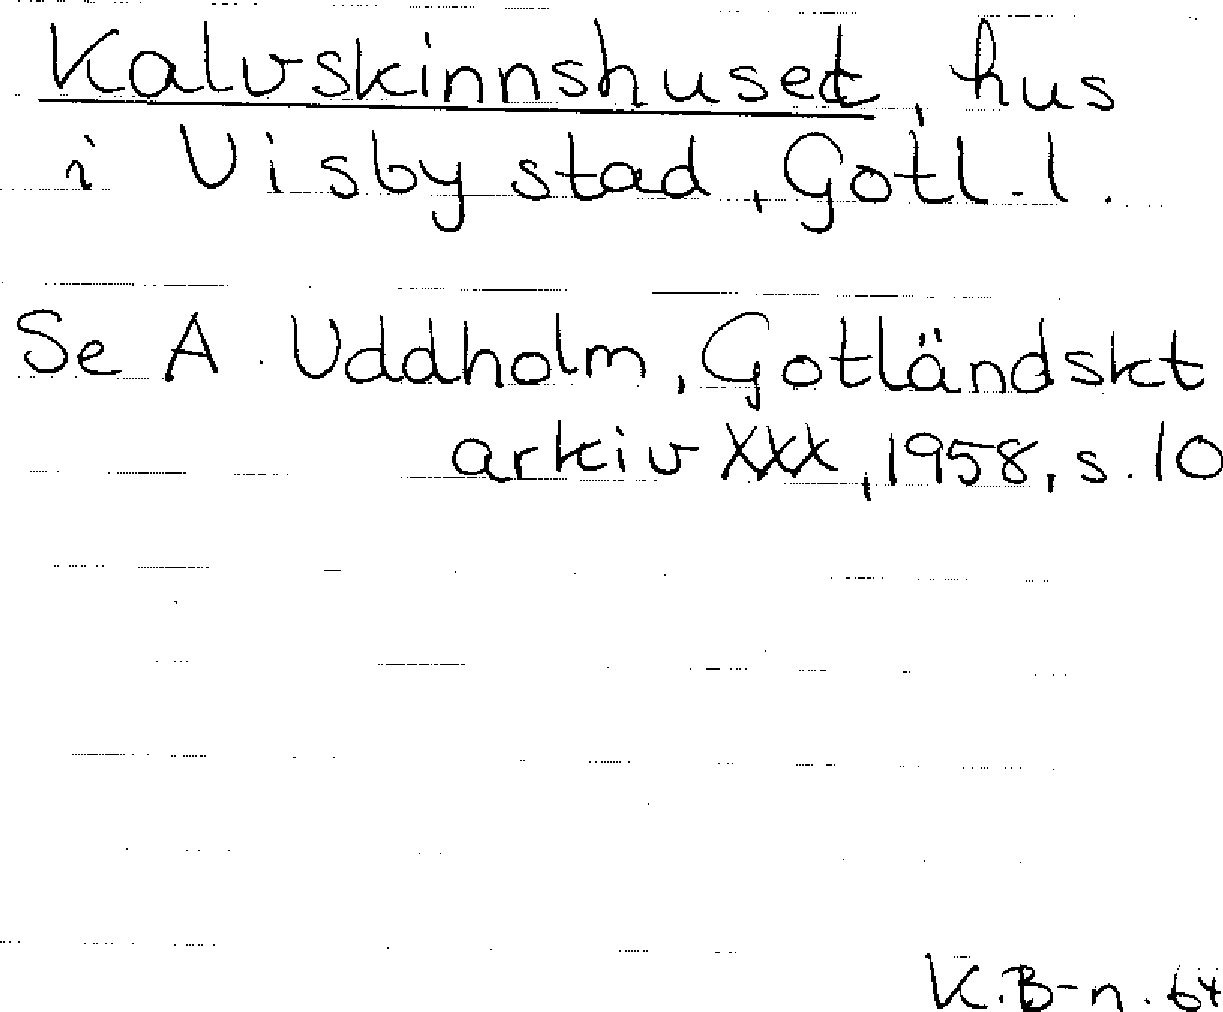 Kalvskinnshuset, hus
i Visby stad, Gotl. l.
Se A. Uddholm, Gotländskt
arkiv XXX, 1958, s. 10
K. B-n. 64